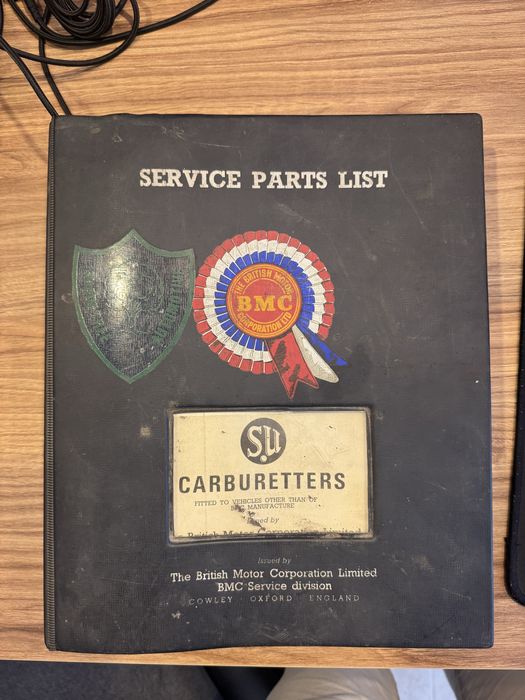 SERVICE PARTS LIST
THE BRITISH MOTOR
BMC
CORPORATION LTD
S.U
CARBURETTERS
FITTED TO VEHICLES OTHER THAN OF
MANUFACTURE
Issued by
The British Motor Corporation Limited
BMC Service division
COWLEY · OXFORD · ENGLAND